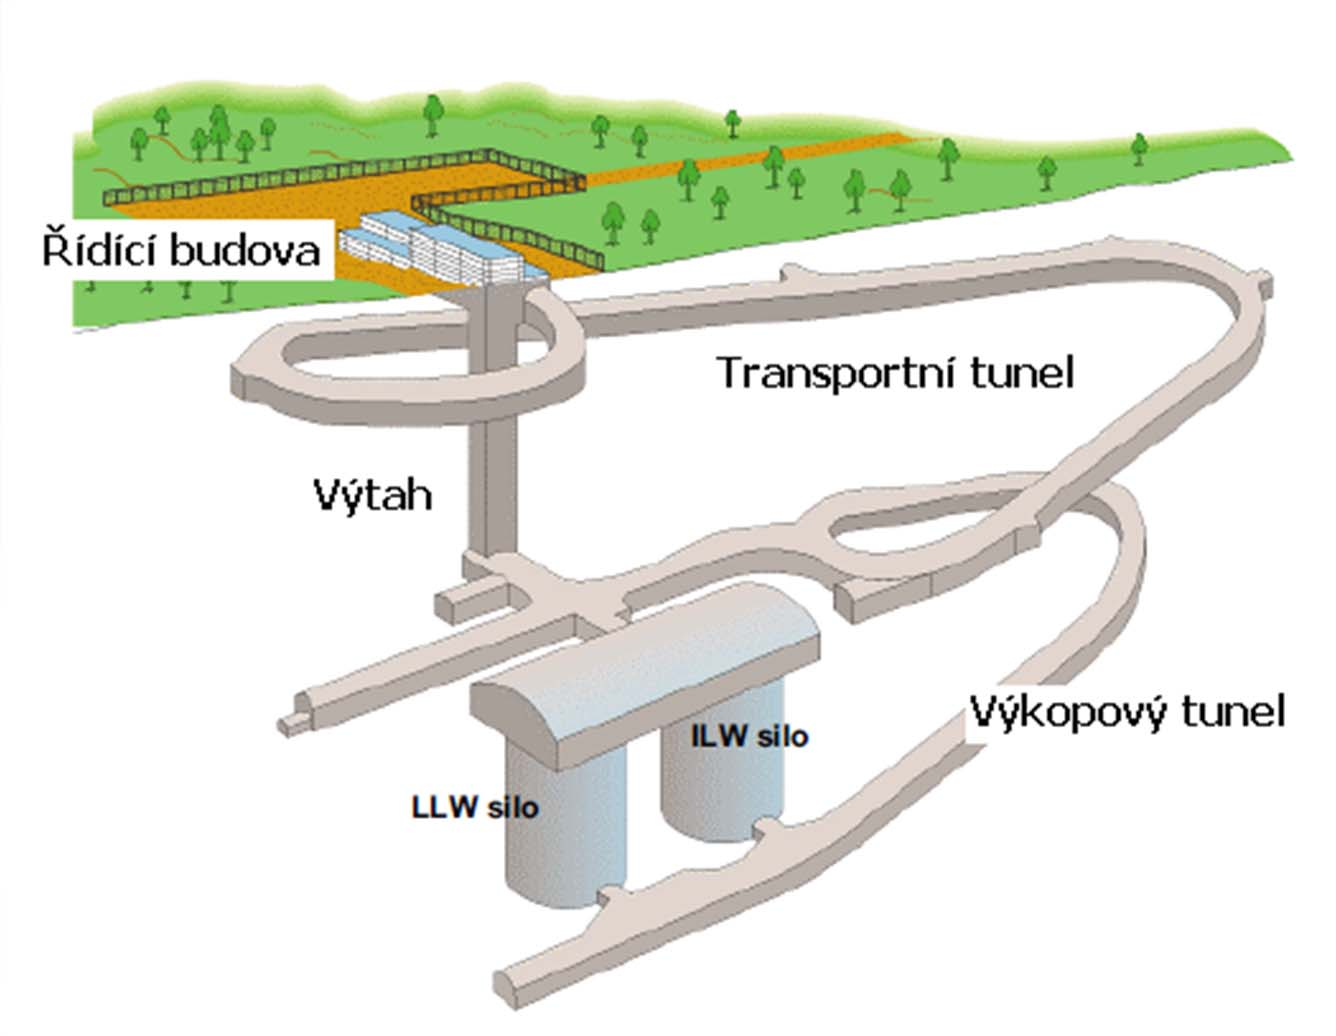 Řídící budova
Transportní tunel
Výtah
Výkopový tunel
ILW silo
LLW silo